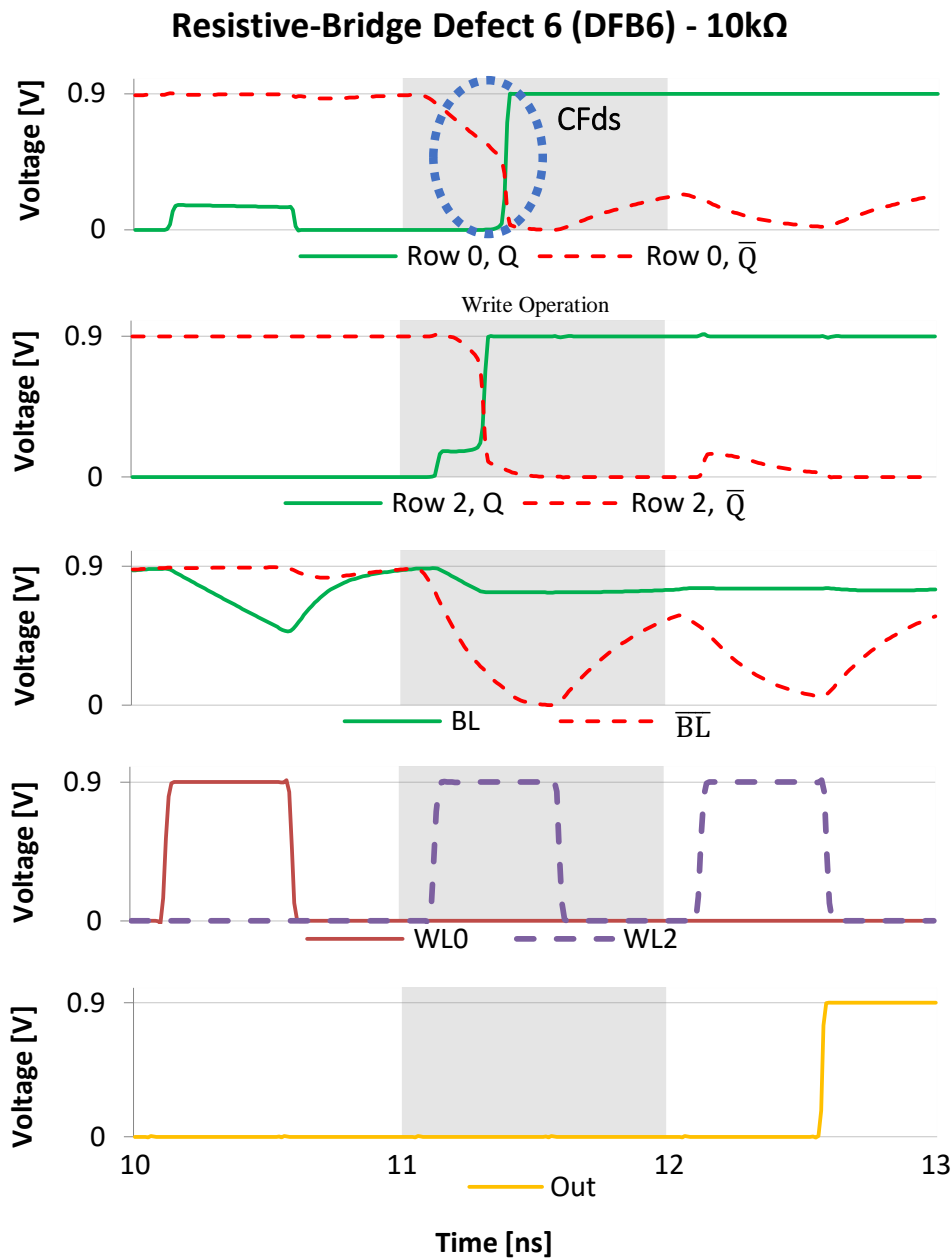 Resistive-Bridge Defect 6 (DFB6) - 10kΩ
Voltage [V]
0.9
0
CFds
Row 0, Q Row 0, Q̅
Write Operation
Voltage [V]
0.9
0
Row 2, Q Row 2, Q̅
Voltage [V]
0.9
0
BL B̅L̅
Voltage [V]
0.9
0
WL0 WL2
Voltage [V]
0.9
0
10 11 12 13
Out
Time [ns]